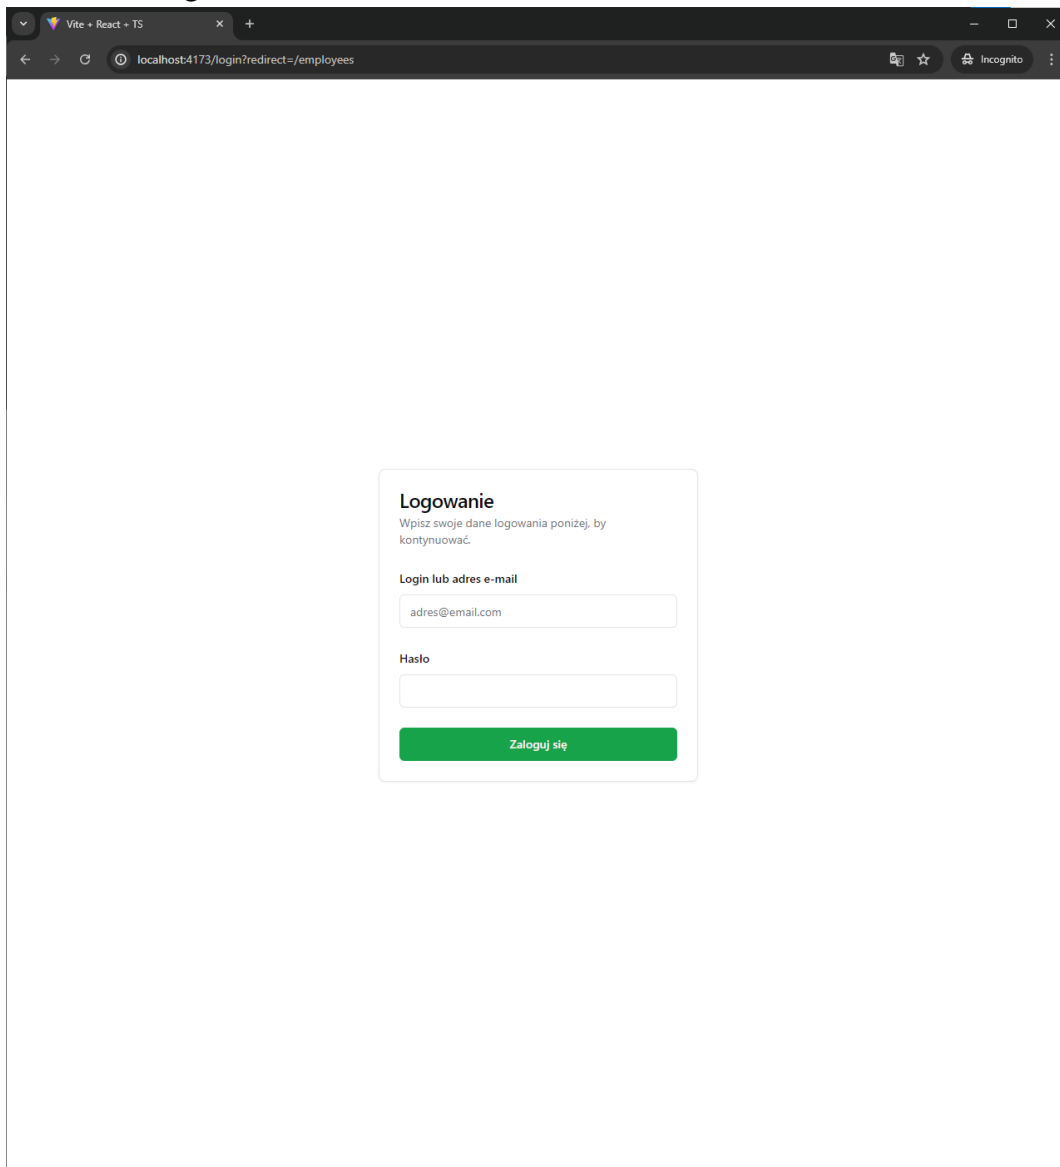 Vite + React + TS
localhost:4173/login?redirect=/employees
Incognito
Logowanie
Wpisz swoje dane logowania poniżej, by
kontynuować.
Login lub adres e-mail
adres@email.com
Hasło
Zaloguj się